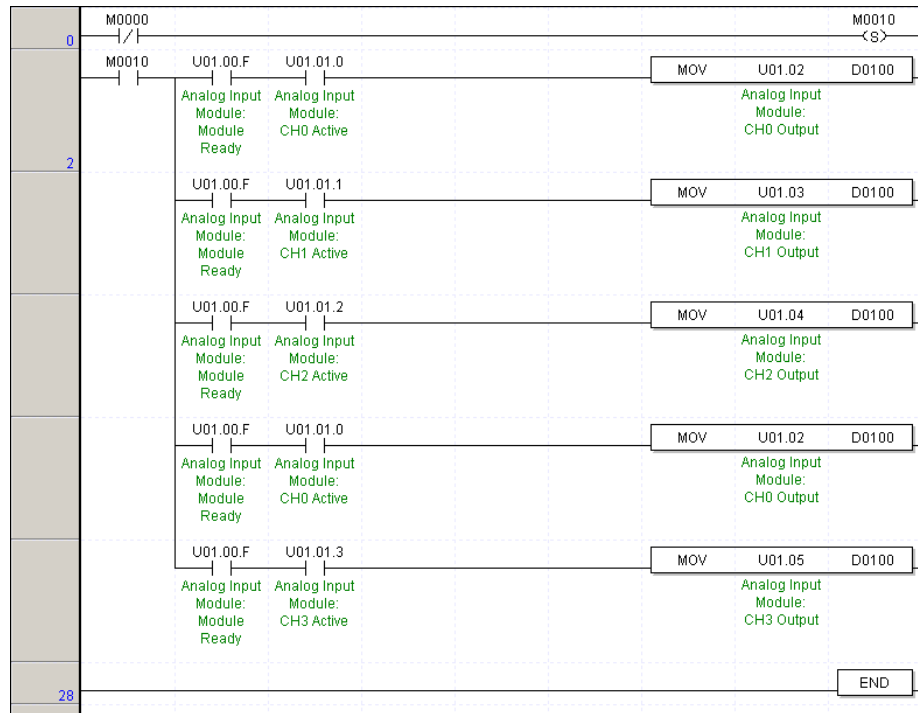 M0000 M0010
0 S
M0010 U01.00.F U01.01.0 MOV U01.02 D0100
Analog Input Analog Input Analog Input
Module: Module: Module:
Module CH0 Active CH0 Output
Ready
2
U01.00.F U01.01.1 MOV U01.03 D0100
Analog Input Analog Input Analog Input
Module: Module: Module:
Module CH1 Active CH1 Output
Ready
U01.00.F U01.01.2 MOV U01.04 D0100
Analog Input Analog Input Analog Input
Module: Module: Module:
Module CH2 Active CH2 Output
Ready
U01.00.F U01.01.0 MOV U01.02 D0100
Analog Input Analog Input Analog Input
Module: Module: Module:
Module CH0 Active CH0 Output
Ready
U01.00.F U01.01.3 MOV U01.05 D0100
Analog Input Analog Input Analog Input
Module: Module: Module:
Module CH3 Active CH3 Output
Ready
28 END